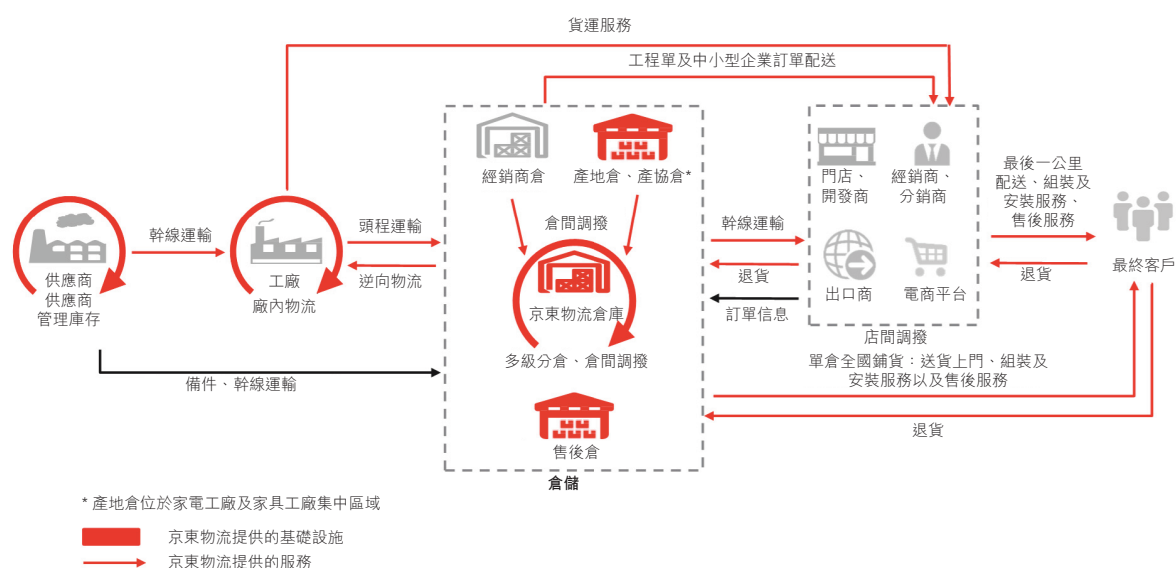 貨運服務
工程單及中小型企業訂單配送
經銷商倉
產地倉、產協倉*
門店、
開發商
經銷商、
分銷商
最後一公里
配送、組裝及
安裝服務、
售後服務
幹線運輸
頭程運輸
倉間調撥
幹線運輸
供應商
供應商
管理庫存
工廠
廠內物流
逆向物流
京東物流倉庫
退貨
出口商
電商平台
退貨
最終客戶
訂單信息
店間調撥
多級分倉、倉間調撥
單倉全國鋪貨：送貨上門、組裝及
安裝服務以及售後服務
備件、幹線運輸
退貨
售後倉
倉儲
* 產地倉位於家電工廠及家具工廠集中區域
京東物流提供的基礎設施
京東物流提供的服務